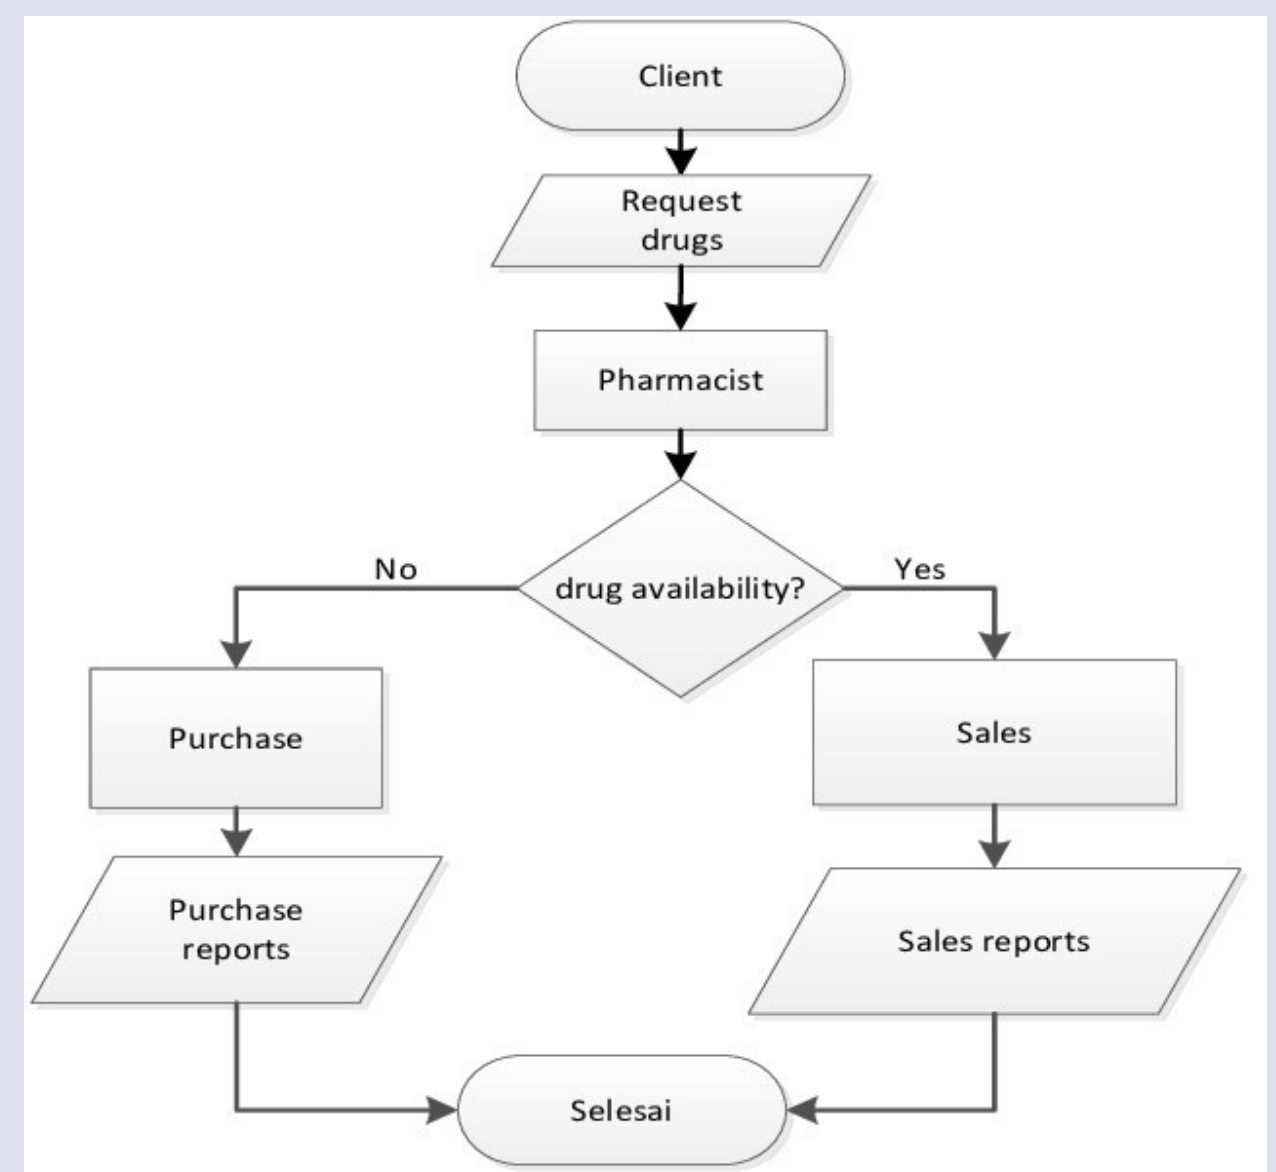 Client
Request
drugs
Pharmacist
drug availability?
No
Yes
Purchase
Sales
Purchase
reports
Sales reports
Selesai